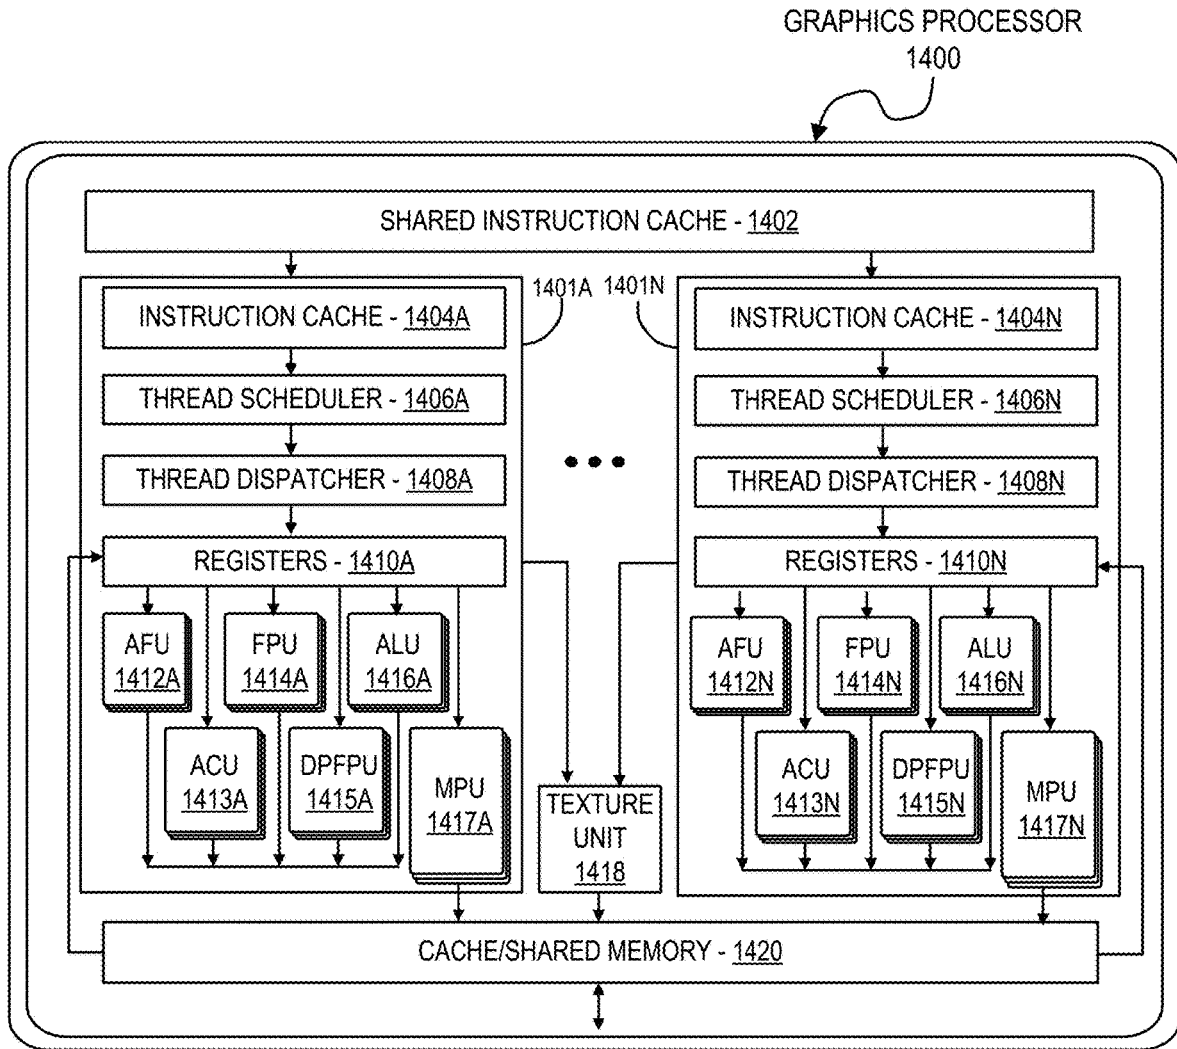 GRAPHICS PROCESSOR
1400
SHARED INSTRUCTION CACHE - 1402
1401A
1401N
INSTRUCTION CACHE - 1404A
THREAD SCHEDULER - 1406A
THREAD DISPATCHER - 1408A
REGISTERS - 1410A
AFU
1412A
FPU
1414A
ALU
1416A
ACU
1413A
DPFPU
1415A
MPU
1417A
TEXTURE
UNIT
1418
INSTRUCTION CACHE - 1404N
THREAD SCHEDULER - 1406N
THREAD DISPATCHER - 1408N
REGISTERS - 1410N
AFU
1412N
FPU
1414N
ALU
1416N
ACU
1413N
DPFPU
1415N
MPU
1417N
CACHE/SHARED MEMORY - 1420